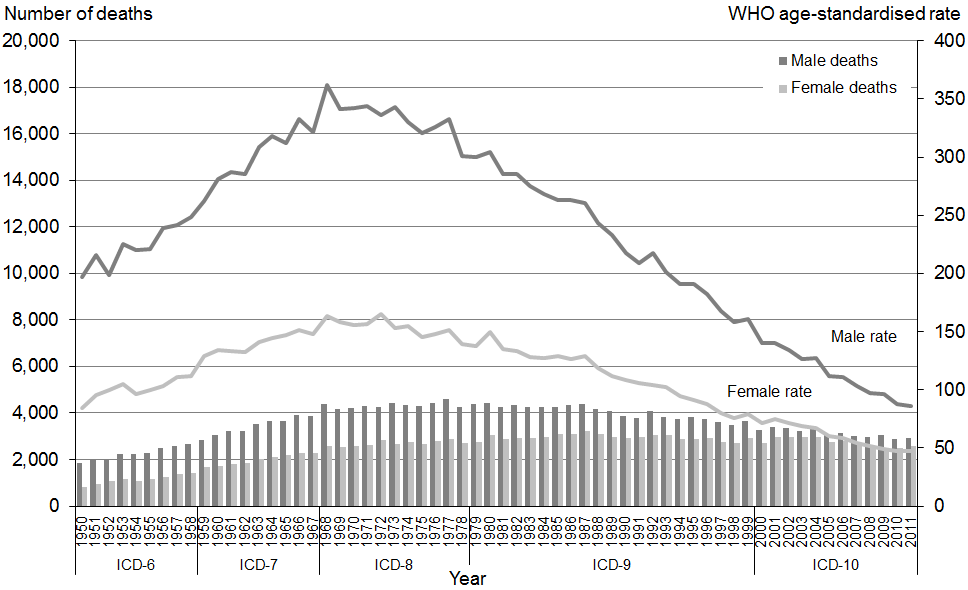 Number of deaths
WHO age-standardised rate
20,000
18,000
16,000
14,000
12,000
10,000
8,000
6,000
4,000
2,000
0
400
350
300
250
200
150
100
50
0
Male deaths
Female deaths
Male rate
Female rate
1950 1951 1952 1953 1954 1955 1956 1957 1958 1959 1960 1961 1962 1963 1964 1965 1966 1967 1968 1969 1970 1971 1972 1973 1974 1975 1976 1977 1978 1979 1980 1981 1982 1983 1984 1985 1986 1987 1988 1989 1990 1991 1992 1993 1994 1995 1996 1997 1998 1999 2000 2001 2002 2003 2004 2005 2006 2007 2008 2009 2010 2011
ICD-6 ICD-7 ICD-8 ICD-9 ICD-10
Year